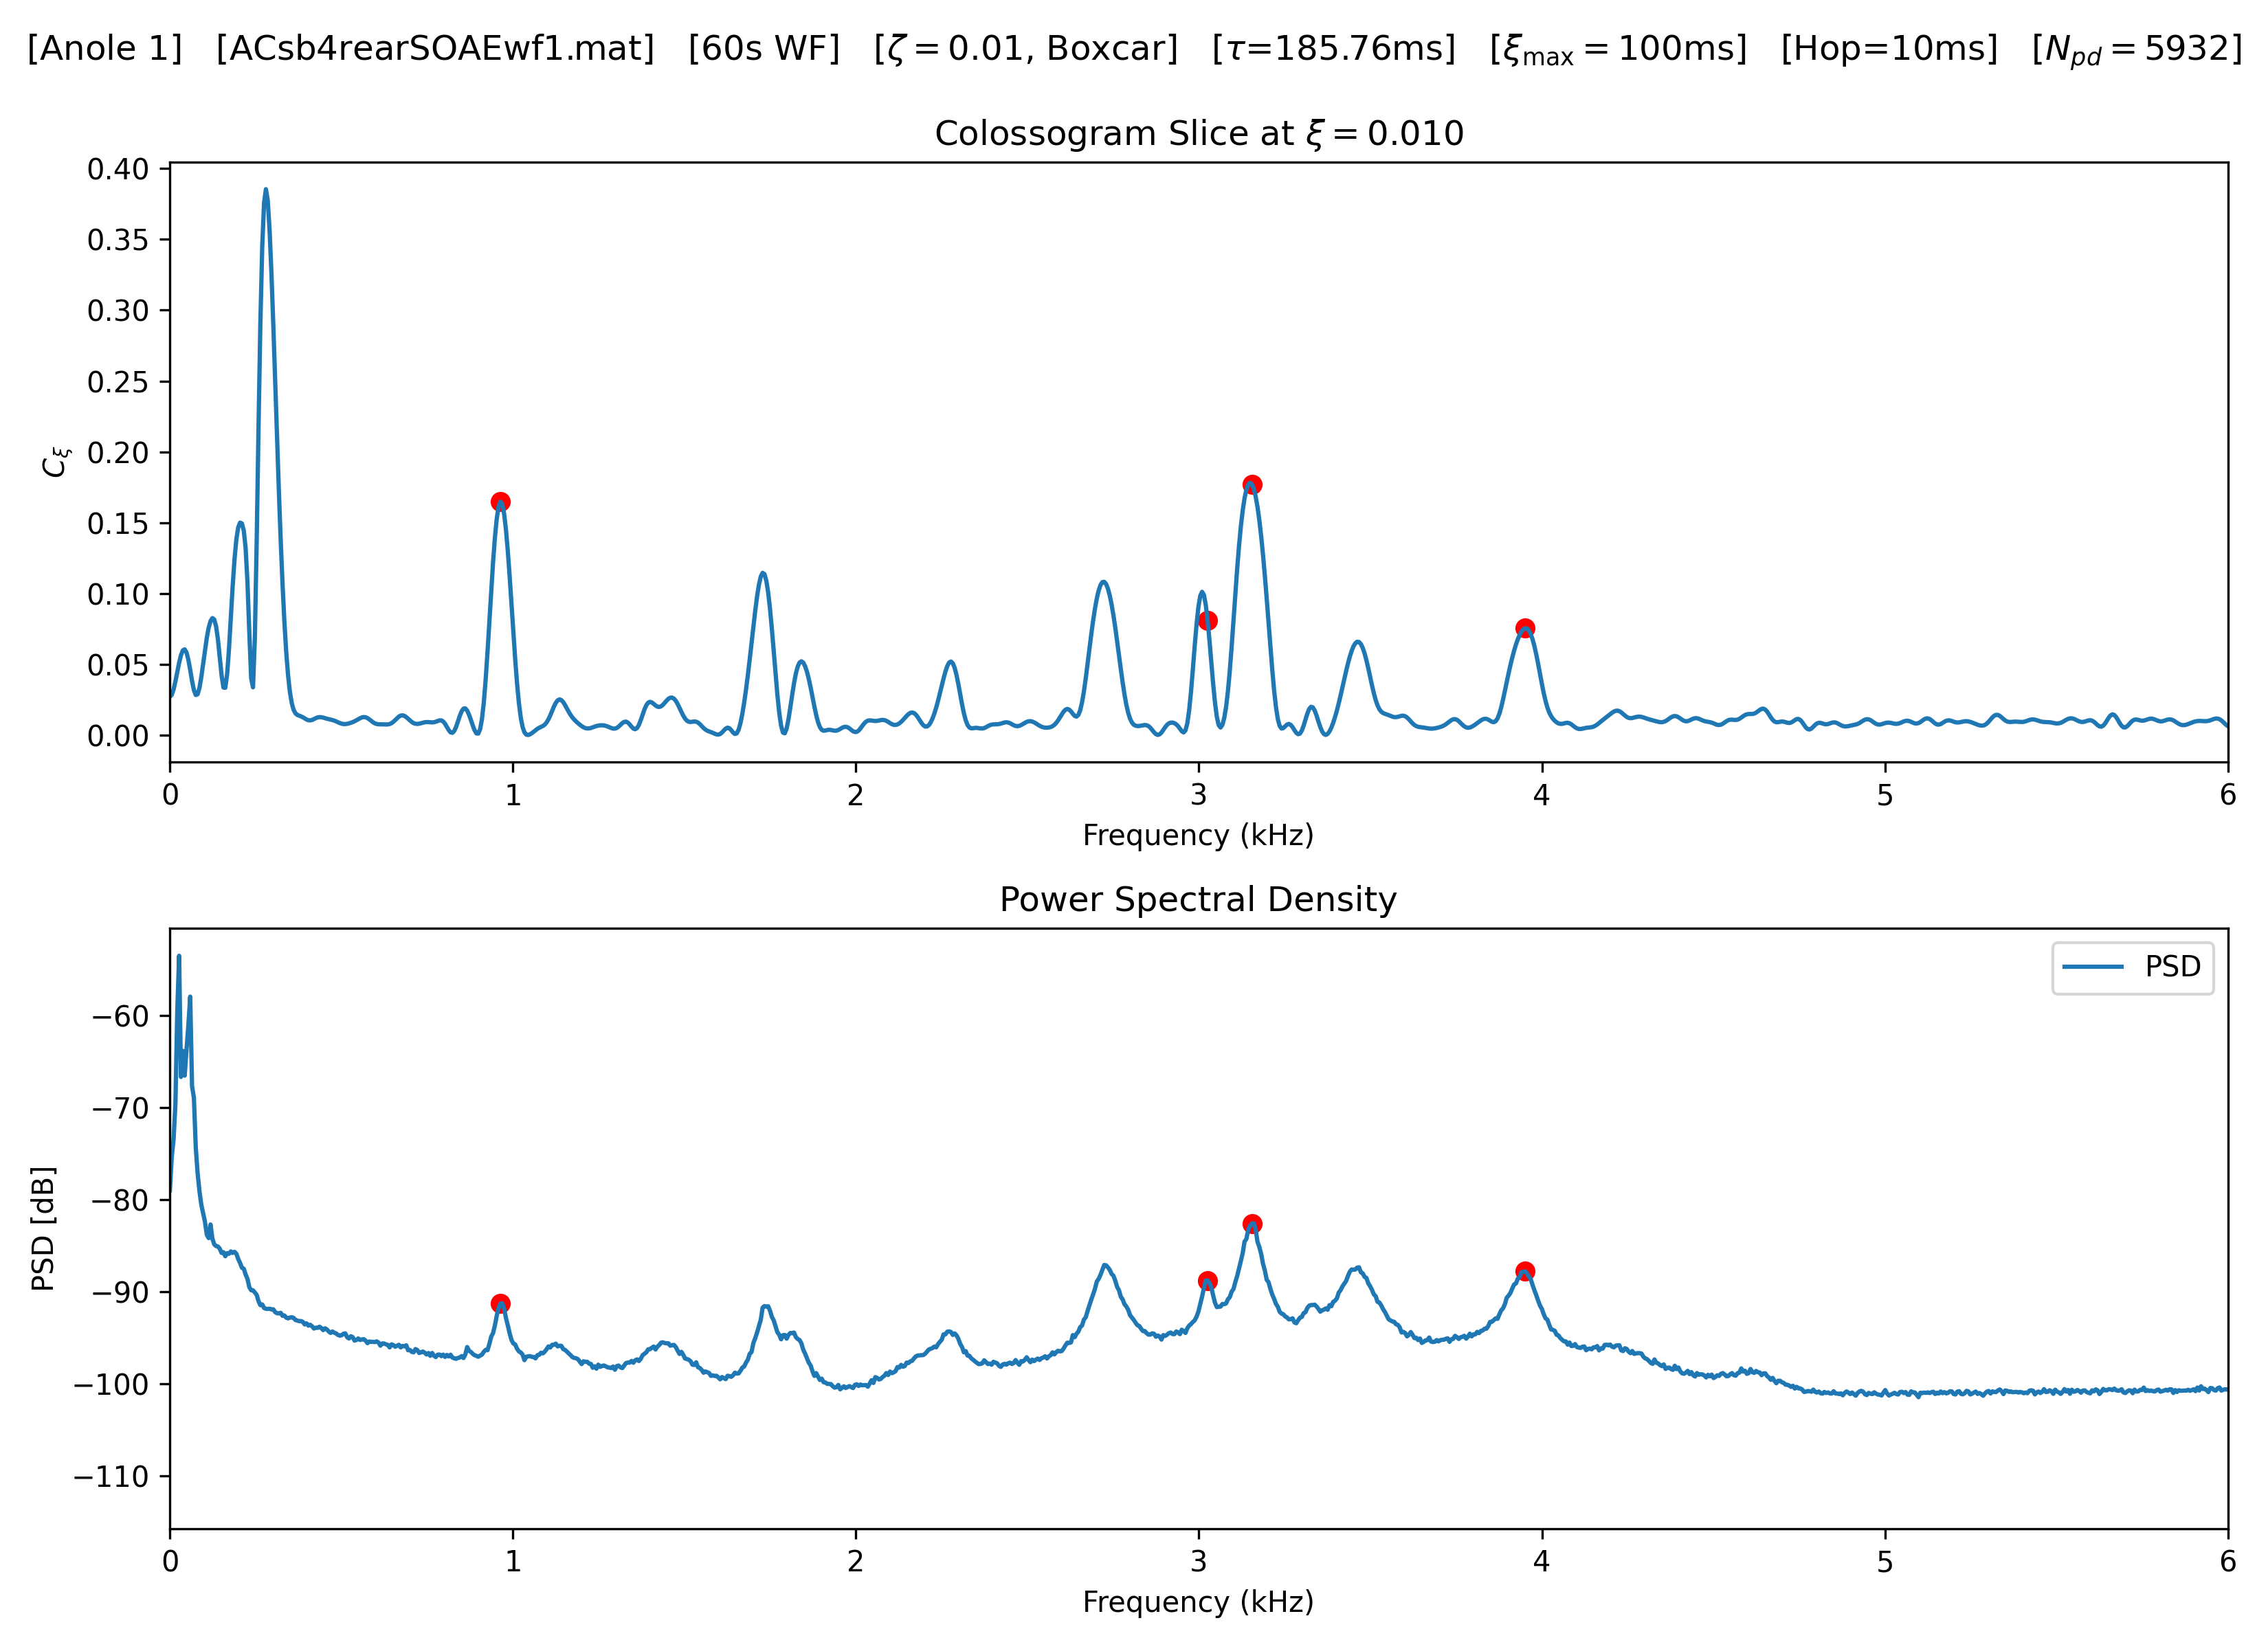 [Anole 1] [ACsb4rearSOAEwf1.mat] [60s WF] [ζ = 0.01, Boxcar] [τ=185.76ms] [ξmax = 100ms] [Hop=10ms] [Npd = 5932]
Colossogram Slice at ξ = 0.010
0.40
0.35
0.30
0.25
0.20
0.15
0.10
0.05
0.00
Cξ
0 1 2 3 4 5 6
Frequency (kHz)
Power Spectral Density
PSD
−60
−70
−80
−90
−100
−110
PSD [dB]
0 1 2 3 4 5 6
Frequency (kHz)